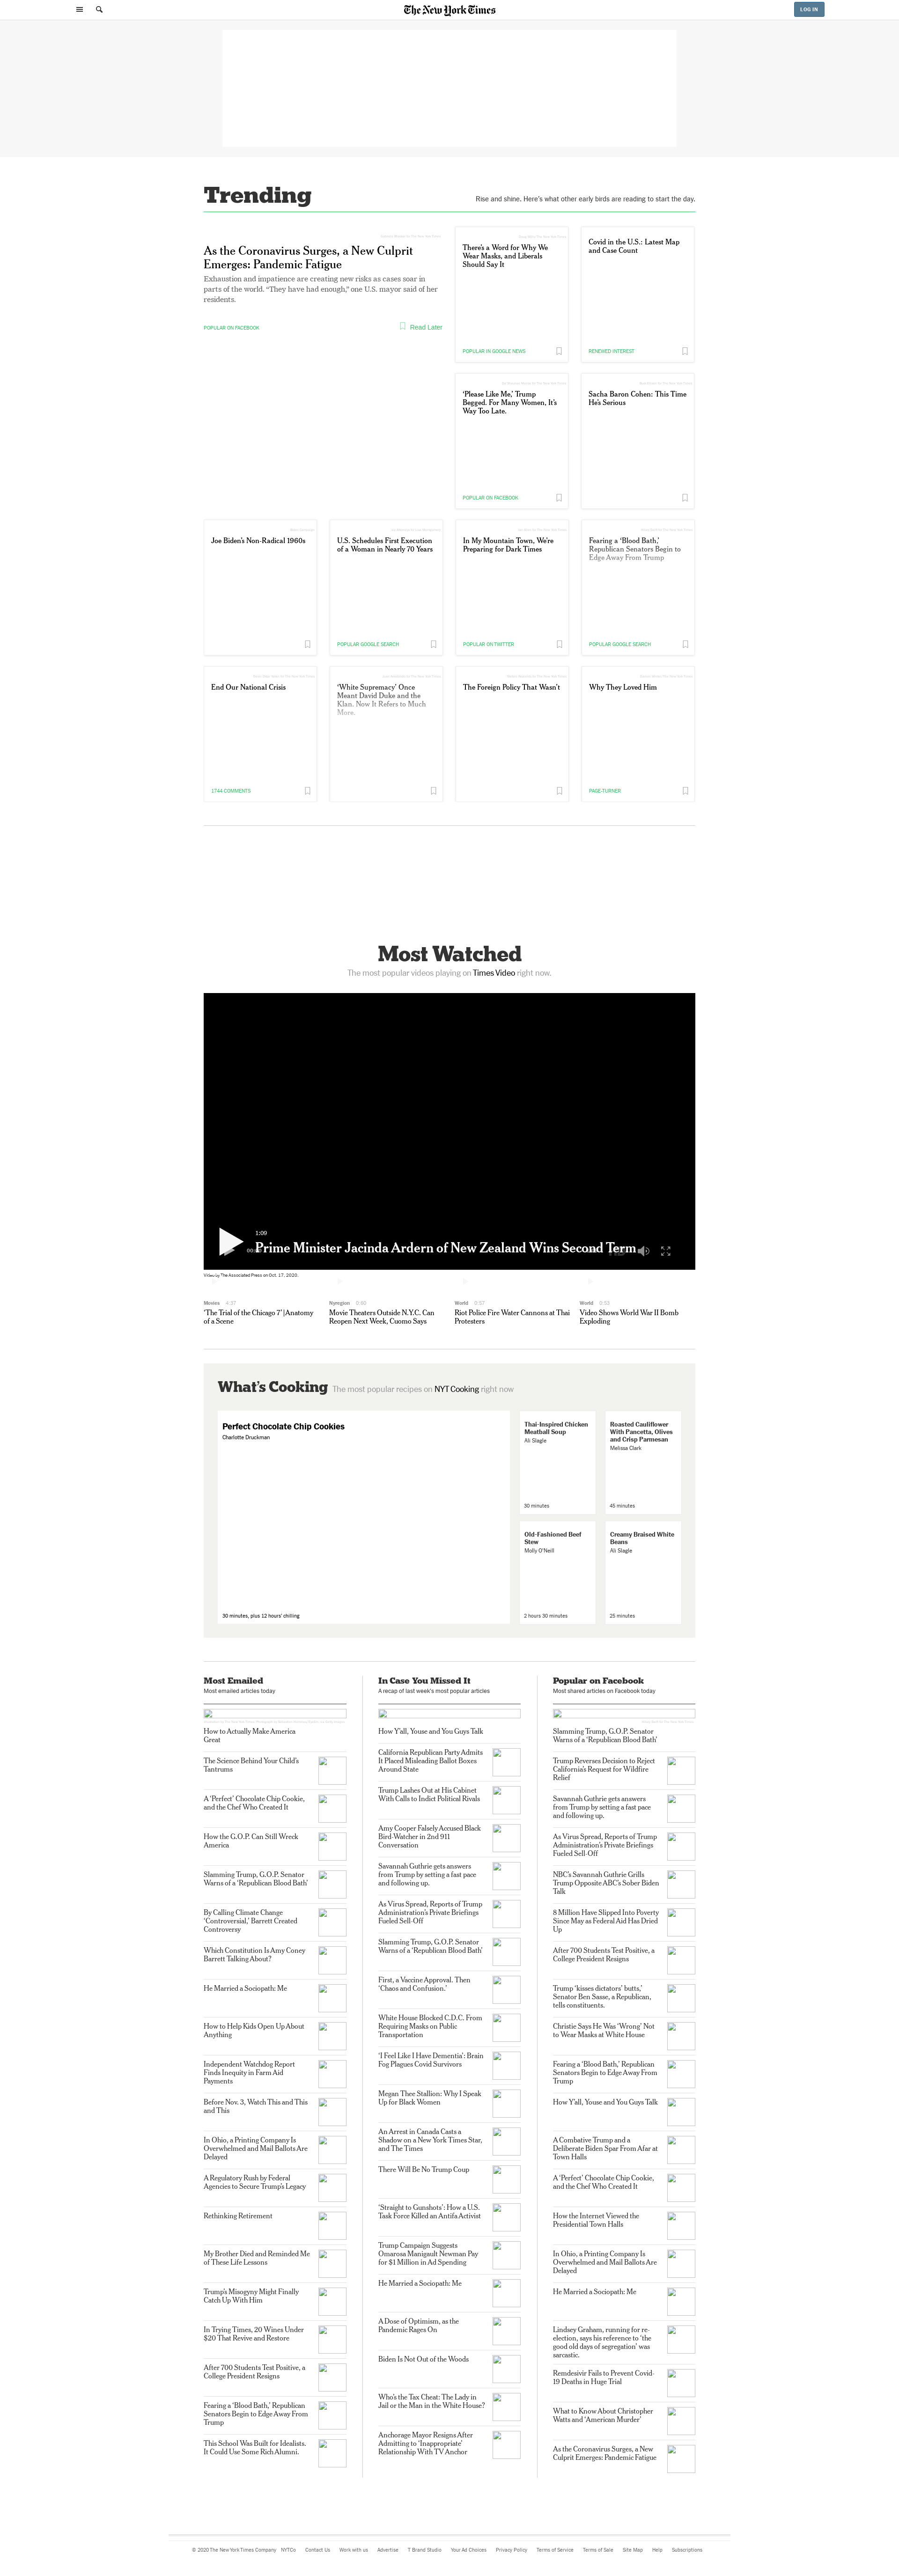 The New York Times
LOG IN
Trending
Rise and shine. Here's what other early birds are reading to start the day.
As the Coronavirus Surges, a New Culprit
Emerges: Pandemic Fatigue
Exhaustion and impatience are creating new risks as cases soar in
parts of the world. “They have had enough,” one U.S. mayor said of her
residents.
POPULAR ON FACEBOOK
Read Later
There's a Word for Why We
Wear Masks, and Liberals
Should Say It
POPULAR IN GOOGLE NEWS
Covid in the U.S.: Latest Map
and Case Count
RENEWED INTEREST
‘Please Like Me,’ Trump
Begged. For Many Women, It's
Way Too Late.
POPULAR ON FACEBOOK
Sacha Baron Cohen: This Time
He's Serious
Joe Biden's Non-Radical 1960s
U.S. Schedules First Execution
of a Woman in Nearly 70 Years
POPULAR GOOGLE SEARCH
In My Mountain Town, We're
Preparing for Dark Times
POPULAR ON TWITTER
Fearing a ‘Blood Bath,’
Republican Senators Begin to
Edge Away From Trump
POPULAR GOOGLE SEARCH
End Our National Crisis
1744 COMMENTS
‘White Supremacy’ Once
Meant David Duke and the
Klan. Now It Refers to Much
More.
The Foreign Policy That Wasn't
Why They Loved Him
PAGE-TURNER
Most Watched
The most popular videos playing on Times Video right now.
1:09
Prime Minister Jacinda Ardern of New Zealand Wins Second Term
Video by The Associated Press on Oct. 17, 2020.
Movies 4:37
‘The Trial of the Chicago 7’ | Anatomy
of a Scene
Nyregion 0:60
Movie Theaters Outside N.Y.C. Can
Reopen Next Week, Cuomo Says
World 0:57
Riot Police Fire Water Cannons at Thai
Protesters
World 0:33
Video Shows World War II Bomb
Exploding
What's Cooking
The most popular recipes on NYT Cooking right now
Perfect Chocolate Chip Cookies
Charlotte Druckman
30 minutes, plus 12 hours' chilling
Thai-Inspired Chicken
Meatball Soup
Ali Slagle
30 minutes
Roasted Cauliflower
With Pancetta, Olives
and Crisp Parmesan
Melissa Clark
45 minutes
Old-Fashioned Beef
Stew
Molly O'Neill
2 hours 30 minutes
Creamy Braised White
Beans
Ali Slagle
25 minutes
Most Emailed
Most emailed articles today
How to Actually Make America
Great
The Science Behind Your Child's
Tantrums
A ‘Perfect’ Chocolate Chip Cookie,
and the Chef Who Created It
How the G.O.P. Can Still Wreck
America
Slamming Trump, G.O.P. Senator
Warns of a ‘Republican Blood Bath’
By Calling Climate Change
‘Controversial,’ Barrett Created
Controversy
Which Constitution Is Amy Coney
Barrett Talking About?
He Married a Sociopath: Me
How to Help Kids Open Up About
Anything
Independent Watchdog Report
Finds Inequity in Farm Aid
Payments
Before Nov. 3, Watch This and This
and This
In Ohio, a Printing Company Is
Overwhelmed and Mail Ballots Are
Delayed
A Regulatory Rush by Federal
Agencies to Secure Trump's Legacy
Rethinking Retirement
My Brother Died and Reminded Me
of These Life Lessons
Trump's Misogyny Might Finally
Catch Up With Him
In Trying Times, 20 Wines Under
$20 That Revive and Restore
After 700 Students Test Positive, a
College President Resigns
Fearing a ‘Blood Bath,’ Republican
Senators Begin to Edge Away From
Trump
This School Was Built for Idealists.
It Could Use Some Rich Alumni.
In Case You Missed It
A recap of last week's most popular articles
How Y'all, Youse and You Guys Talk
California Republican Party Admits
It Placed Misleading Ballot Boxes
Around State
Trump Lashes Out at His Cabinet
With Calls to Indict Political Rivals
Amy Cooper Falsely Accused Black
Bird-Watcher in 2nd 911
Conversation
Savannah Guthrie gets answers
from Trump by setting a fast pace
and following up.
As Virus Spread, Reports of Trump
Administration's Private Briefings
Fueled Sell-Off
Slamming Trump, G.O.P. Senator
Warns of a ‘Republican Blood Bath’
First, a Vaccine Approval. Then
‘Chaos and Confusion.’
White House Blocked C.D.C. From
Requiring Masks on Public
Transportation
‘I Feel Like I Have Dementia’: Brain
Fog Plagues Covid Survivors
Megan Thee Stallion: Why I Speak
Up for Black Women
An Arrest in Canada Casts a
Shadow on a New York Times Star,
and The Times
There Will Be No Trump Coup
‘Straight to Gunshots’: How a U.S.
Task Force Killed an Antifa Activist
Trump Campaign Suggests
Omarosa Manigault Newman Pay
for $1 Million in Ad Spending
He Married a Sociopath: Me
A Dose of Optimism, as the
Pandemic Rages On
Biden Is Not Out of the Woods
Who's the Tax Cheat: The Lady in
Jail or the Man in the White House?
Anchorage Mayor Resigns After
Admitting to ‘Inappropriate’
Relationship With TV Anchor
Popular on Facebook
Most shared articles on Facebook today
Slamming Trump, G.O.P. Senator
Warns of a ‘Republican Blood Bath’
Trump Reverses Decision to Reject
California's Request for Wildfire
Relief
Savannah Guthrie gets answers
from Trump by setting a fast pace
and following up.
As Virus Spread, Reports of Trump
Administration's Private Briefings
Fueled Sell-Off
NBC's Savannah Guthrie Grills
Trump Opposite ABC's Sober Biden
Talk
8 Million Have Slipped Into Poverty
Since May as Federal Aid Has Dried
Up
After 700 Students Test Positive, a
College President Resigns
Trump ‘kisses dictators’ butts,’
Senator Ben Sasse, a Republican,
tells constituents.
Christie Says He Was ‘Wrong’ Not
to Wear Masks at White House
Fearing a ‘Blood Bath,’ Republican
Senators Begin to Edge Away From
Trump
How Y'all, Youse and You Guys Talk
A Combative Trump and a
Deliberate Biden Spar From Afar at
Town Halls
A ‘Perfect’ Chocolate Chip Cookie,
and the Chef Who Created It
How the Internet Viewed the
Presidential Town Halls
In Ohio, a Printing Company Is
Overwhelmed and Mail Ballots Are
Delayed
He Married a Sociopath: Me
Lindsey Graham, running for re-
election, says his reference to ‘the
good old days of segregation’ was
sarcastic.
Remdesivir Fails to Prevent Covid-
19 Deaths in Huge Trial
What to Know About Christopher
Watts and ‘American Murder’
As the Coronavirus Surges, a New
Culprit Emerges: Pandemic Fatigue
© 2020 The New York Times Company NYTCo Contact Us Work with us Advertise T Brand Studio Your Ad Choices Privacy Policy Terms of Service Terms of Sale Site Map Help Subscriptions